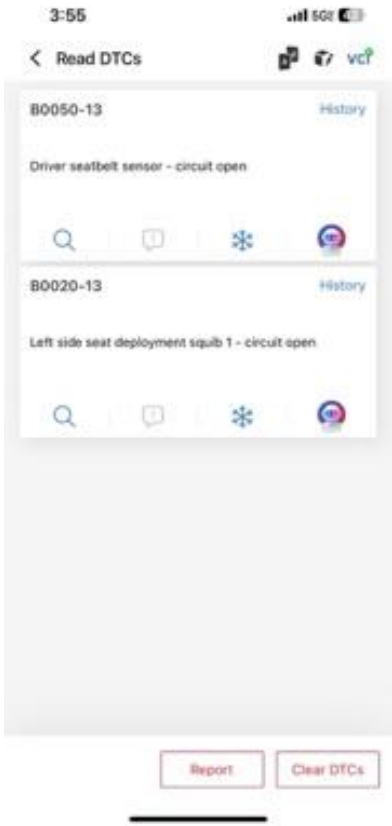 3:55
5G
Read DTCs
VCI
B0050-13
History
Driver seatbelt sensor - circuit open
B0020-13
History
Left side seat deployment squib 1 - circuit open
Report
Clear DTCs